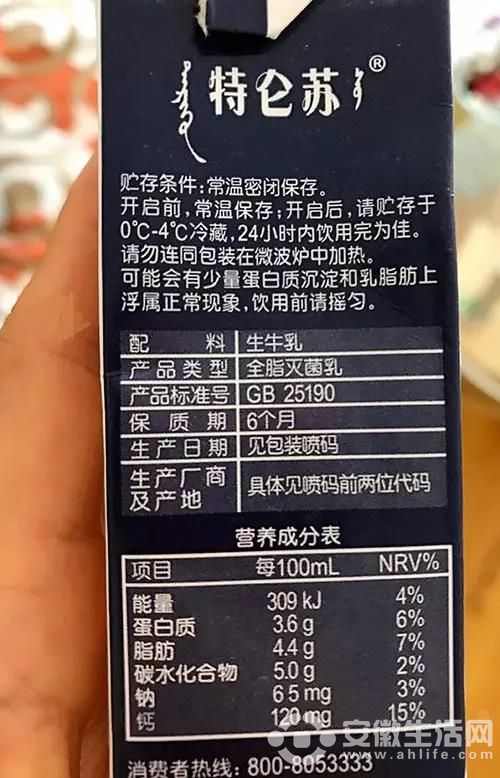 特仑苏®
贮存条件:常温密闭保存。
开启前,常温保存;开启后,请贮存于
0℃-4℃冷藏,24小时内饮用完为佳。
请勿连同包装在微波炉中加热。
可能会有少量蛋白质沉淀和乳脂肪上
浮属正常现象,饮用前请摇匀。
配料 生牛乳
产品类型 全脂灭菌乳
产品标准号 GB 25190
保质期 6个月
生产日期 见包装喷码
生产厂商及产地 具体见喷码前两位代码
营养成分表
项目 每100mL NRV%
能量 309 kJ 4%
蛋白质 3.6 g 6%
脂肪 4.4 g 7%
碳水化合物 5.0 g 2%
钠 65 mg 3%
钙 120 mg 15%
消费者热线: 800-8053333
安徽生活网
www.ahlife.com